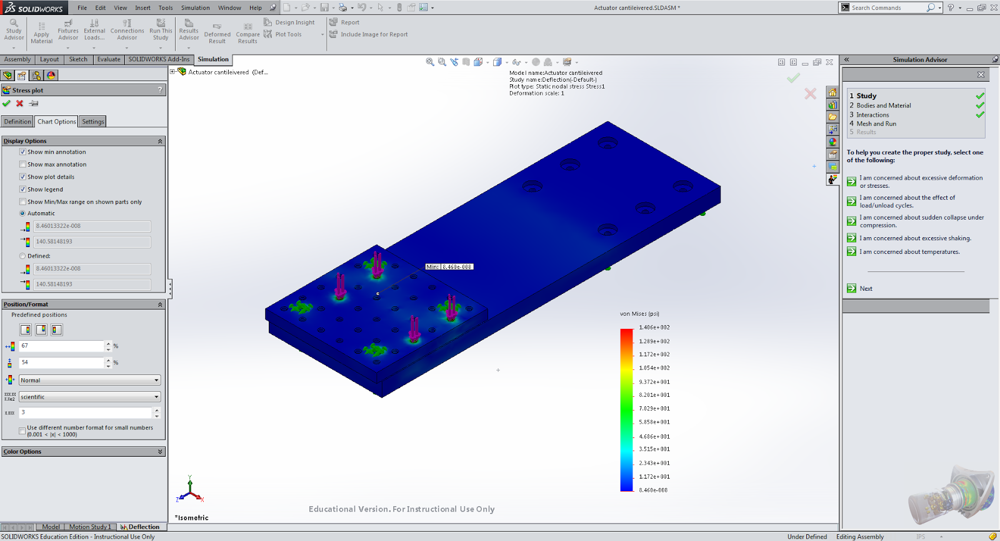 SOLIDWORKS File Edit View Insert Tools Simulation Window Help
Actuator cantileivered.SLDASM *
Search Commands
Study Advisor
Apply Material
Fixtures Advisor
External Loads...
Connections Advisor
Run This Study
Results Advisor
Deformed Result
Compare Results
Design Insight
Plot Tools
Report
Include Image for Report
Assembly Layout Sketch Evaluate SOLIDWORKS Add-Ins Simulation
Stress plot ?
Definition Chart Options Settings
Display Options
Show min annotation
Show max annotation
Show plot details
Show legend
Show Min/Max range on shown parts only
Automatic
8.46013322e-008
140.58148193
Defined:
8.46013322e-008
140.58148193
Position/Format
Predefined positions
67 %
54 %
Normal
scientific
3
Use different number format for small numbers
(0.001 < |x| < 1000)
Color Options
Actuator cantileivered (Def...
Model name:Actuator cantileivered
Study name:Deflection(-Default-)
Plot type: Static nodal stress Stress1
Deformation scale: 1
Min: 8.460e-008
von Mises (psi)
1.406e+002
1.289e+002
1.172e+002
1.054e+002
9.372e+001
8.201e+001
7.029e+001
5.858e+001
4.686e+001
3.515e+001
2.343e+001
1.172e+001
8.460e-008
Y
Z
X
*Isometric
Educational Version. For Instructional Use Only
Simulation Advisor
1 Study
2 Bodies and Material
3 Interactions
4 Mesh and Run
5 Results
To help you create the proper study, select one
of the following:
I am concerned about excessive deformation
or stresses.
I am concerned about the effect of
load/unload cycles.
I am concerned about sudden collapse under
compression.
I am concerned about excessive shaking.
I am concerned about temperatures.
Next
Model Motion Study 1 Deflection
SOLIDWORKS Education Edition - Instructional Use Only
Under Defined Editing Assembly IPS